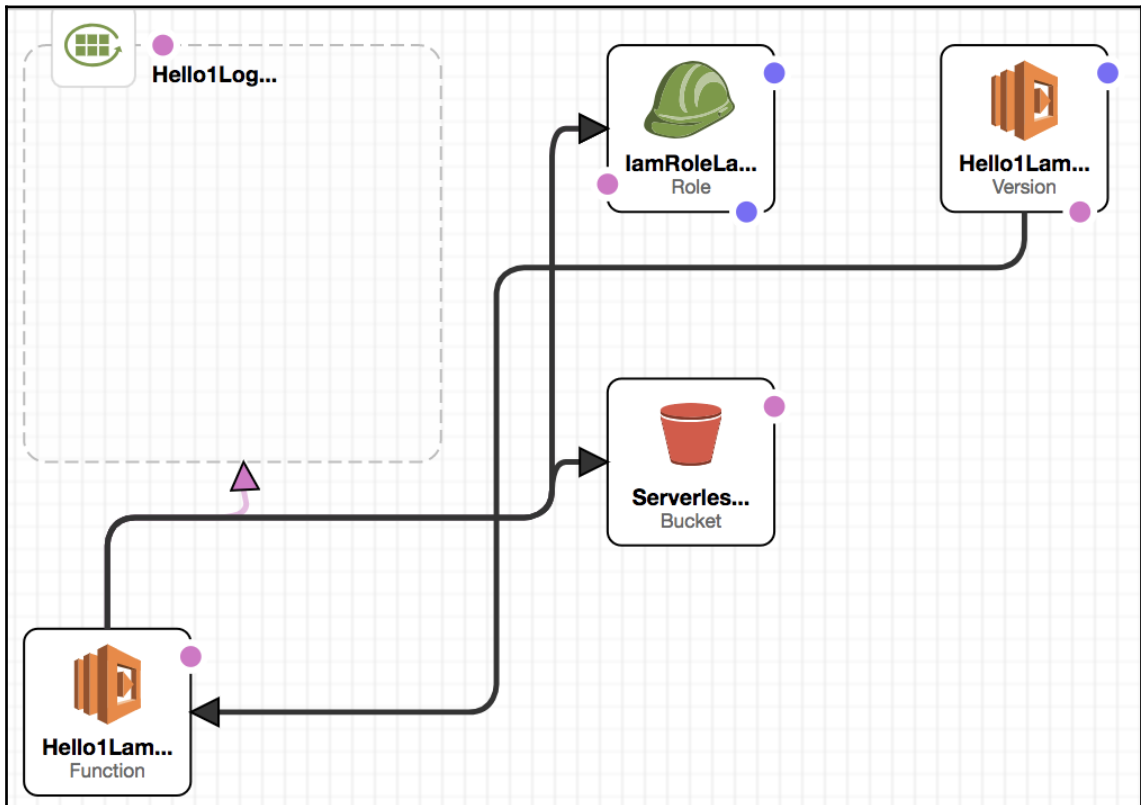 Hello1Log...
IamRoleLa...
Role
Hello1Lam...
Version
Serverles...
Bucket
Hello1Lam...
Function